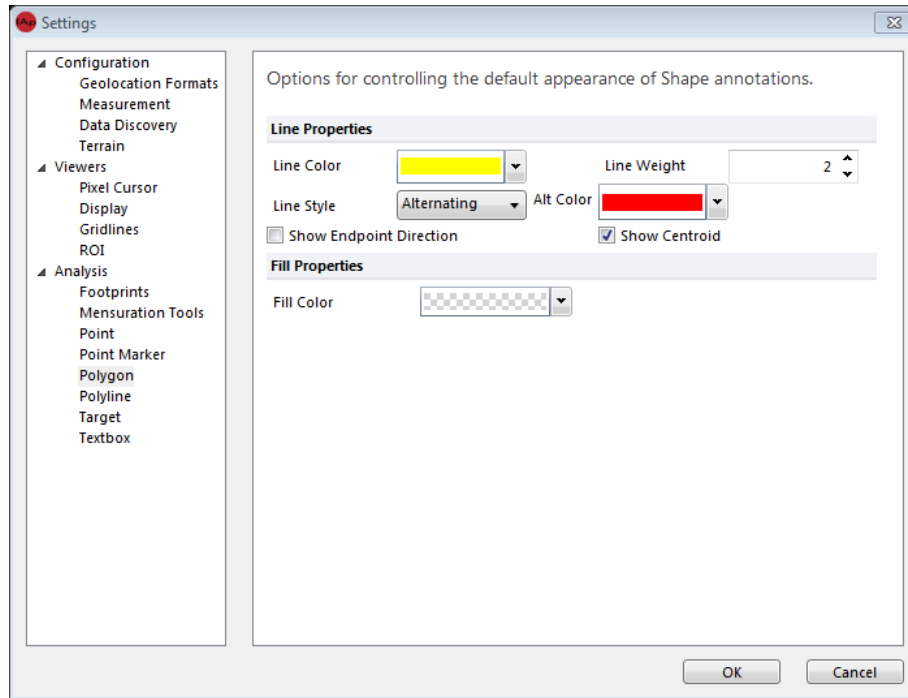 IAp Settings
Configuration
Geolocation Formats
Measurement
Data Discovery
Terrain
Viewers
Pixel Cursor
Display
Gridlines
ROI
Analysis
Footprints
Mensuration Tools
Point
Point Marker
Polygon
Polyline
Target
Textbox
Options for controlling the default appearance of Shape annotations.
Line Properties
Line Color
Line Weight 2
Line Style Alternating Alt Color
Show Endpoint Direction Show Centroid
Fill Properties
Fill Color
OK Cancel